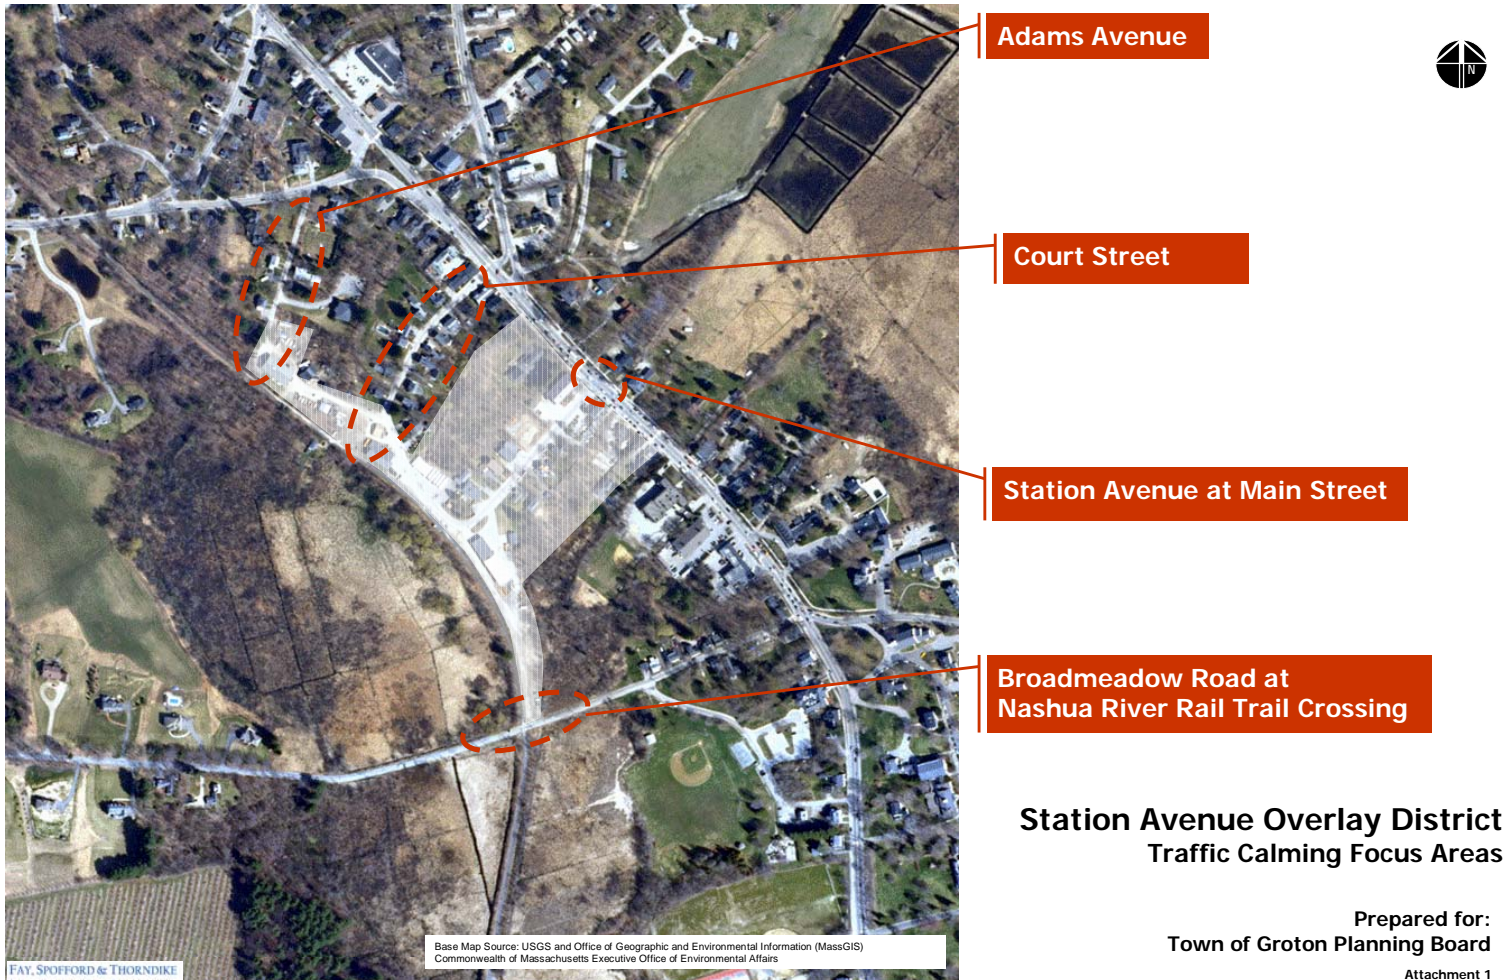 Adams Avenue
N
Court Street
Station Avenue at Main Street
Broadmeadow Road at
Nashua River Rail Trail Crossing
Station Avenue Overlay District
Traffic Calming Focus Areas
Prepared for:
Town of Groton Planning Board
Attachment 1
Base Map Source: USGS and Office of Geographic and Environmental Information (MassGIS)
Commonwealth of Massachusetts Executive Office of Environmental Affairs
FAY, SPOFFORD & THORNDIKE